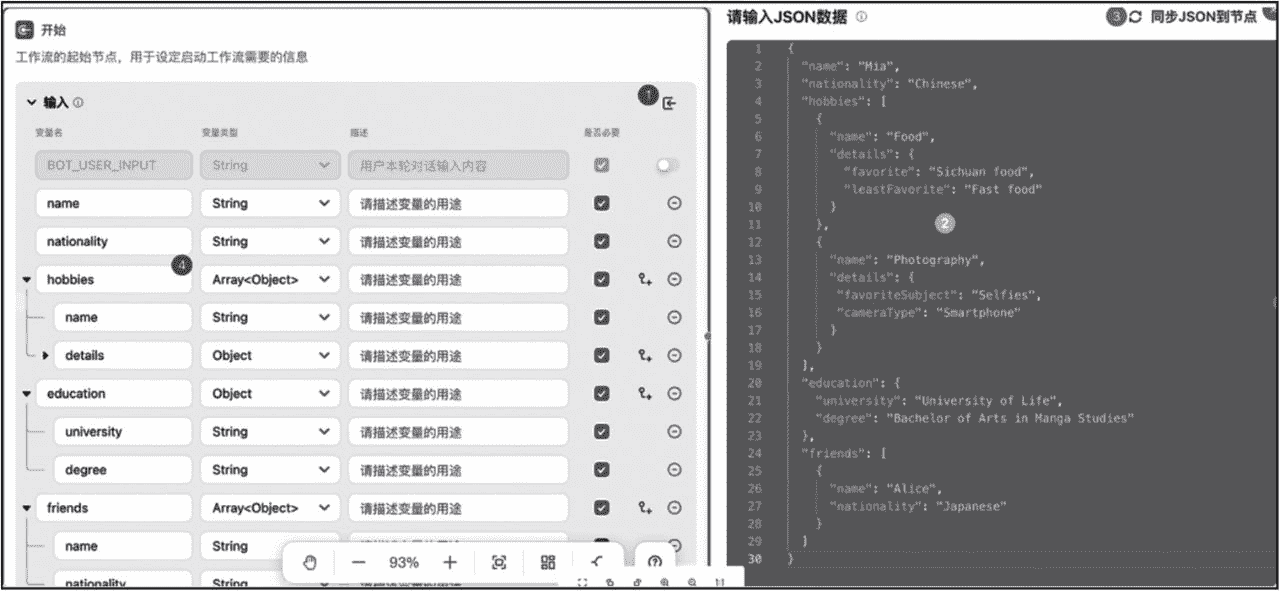 开始
工作流的起始节点，用于设定启动工作流需要的信息
输入
1
变量名 变量类型 描述 是否必要
BOT_USER_INPUT String 用户本轮对话输入内容
name String 请描述变量的用途
nationality String 请描述变量的用途
4
hobbies Array<Object> 请描述变量的用途
name String 请描述变量的用途
details Object 请描述变量的用途
education Object 请描述变量的用途
university String 请描述变量的用途
degree String 请描述变量的用途
friends Array<Object> 请描述变量的用途
name String
nationality String
93%
1:1
请输入JSON数据
3 同步JSON到节点
1 {
2 "name": "Mia",
3 "nationality": "Chinese",
4 "hobbies": [
5 {
6 "name": "Food",
7 "details": {
8 "favorite": "Sichuan food",
9 "leastFavorite": "Fast food"
10 }
11 },
2
12 {
13 "name": "Photography",
14 "details": {
15 "favoriteSubject": "Selfies",
16 "cameraType": "Smartphone"
17 }
18 }
19 ],
20 "education": {
21 "university": "University of Life",
22 "degree": "Bachelor of Arts in Manga Studies"
23 },
24 "friends": [
25 {
26 "name": "Alice",
27 "nationality": "Japanese"
28 }
29 ]
30 }